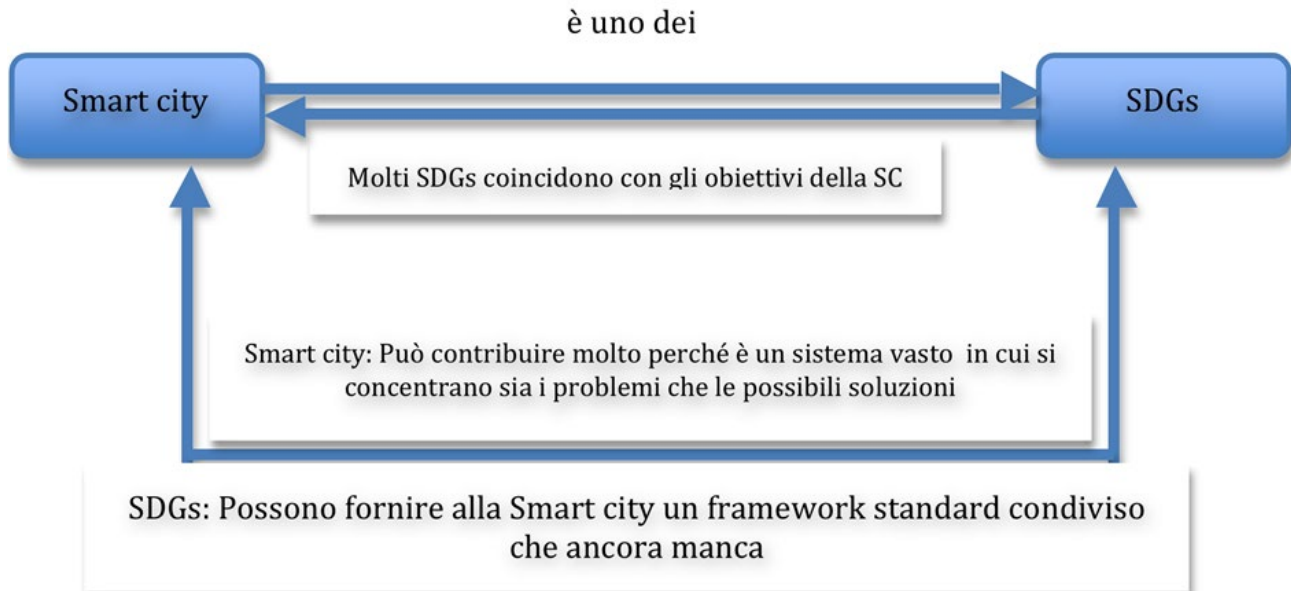 è uno dei
Smart city
SDGs
Molti SDGs coincidono con gli obiettivi della SC
Smart city: Può contribuire molto perché è un sistema vasto in cui si
concentrano sia i problemi che le possibili soluzioni
SDGs: Possono fornire alla Smart city un framework standard condiviso
che ancora manca